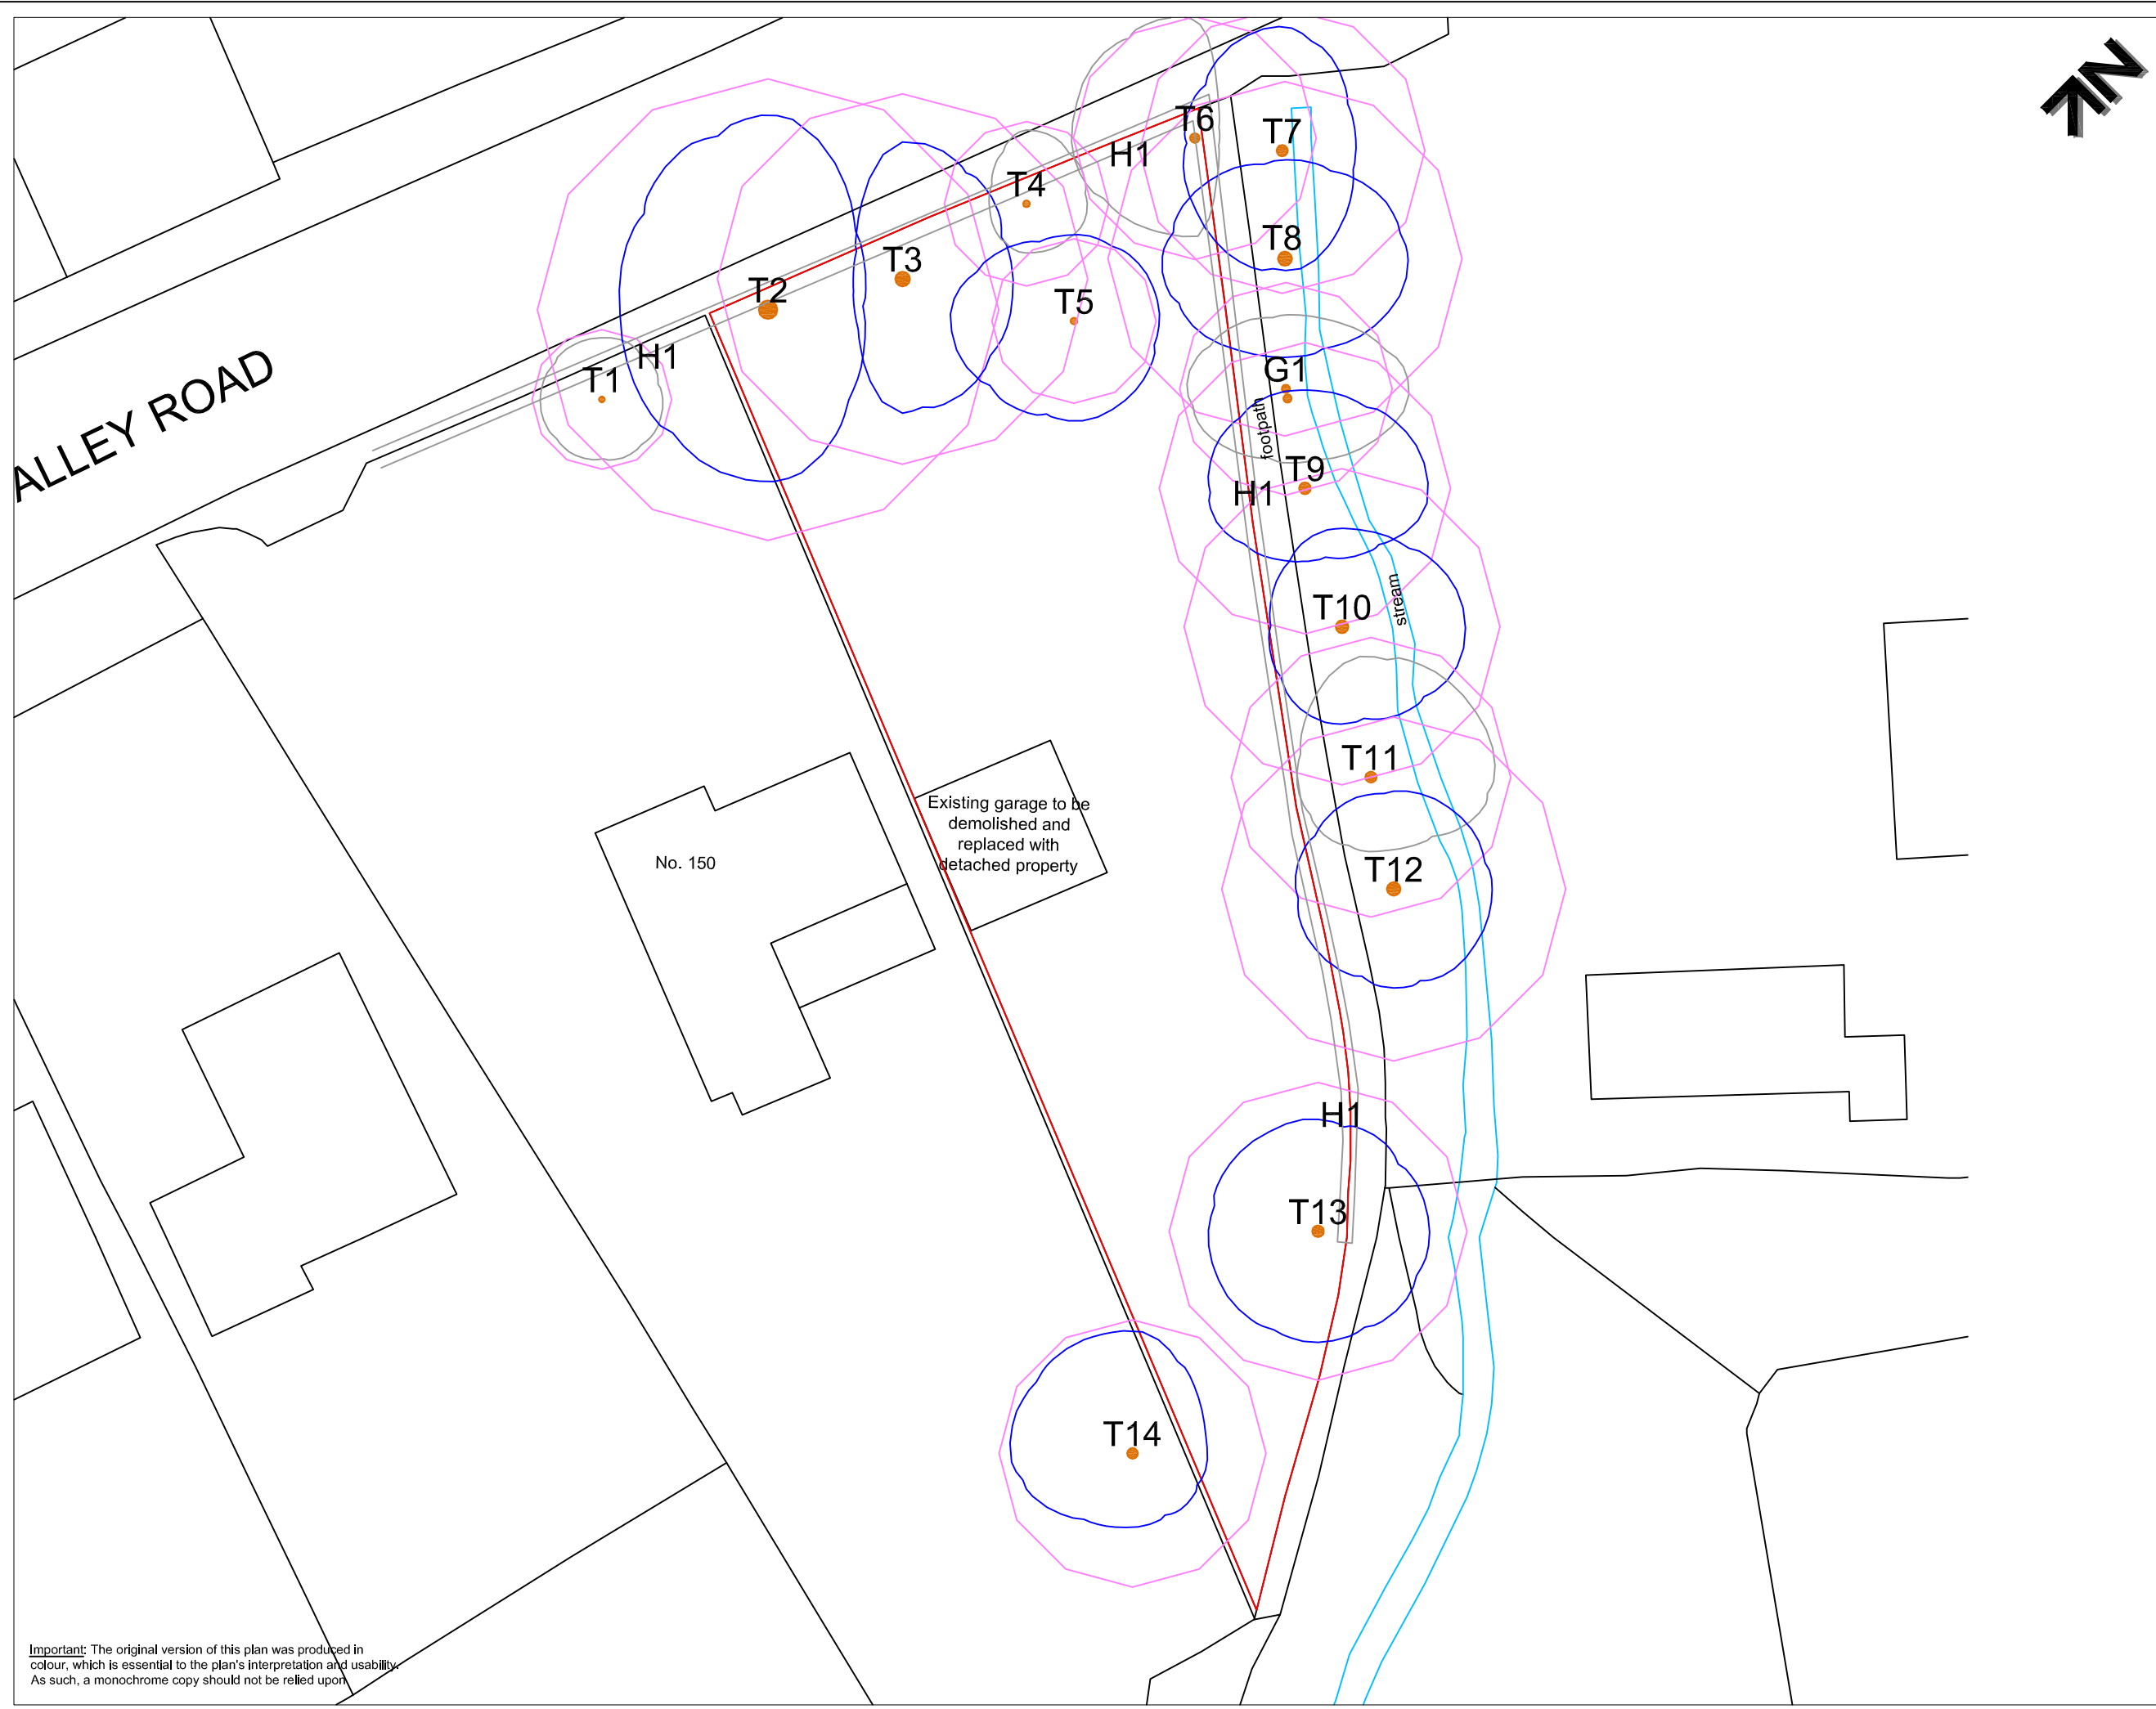 N
T6
T7
H1
T4
T8
T3
T2
T5
H1
T1
G1
ALLEY ROAD
footpath
T9
H1
T10
stream
T11
Existing garage to be
demolished and
replaced with
detached property
No. 150
T12
H1
T13
T14
Important: The original version of this plan was produced in
colour, which is essential to the plan's interpretation and usability.
As such, a monochrome copy should not be relied upon